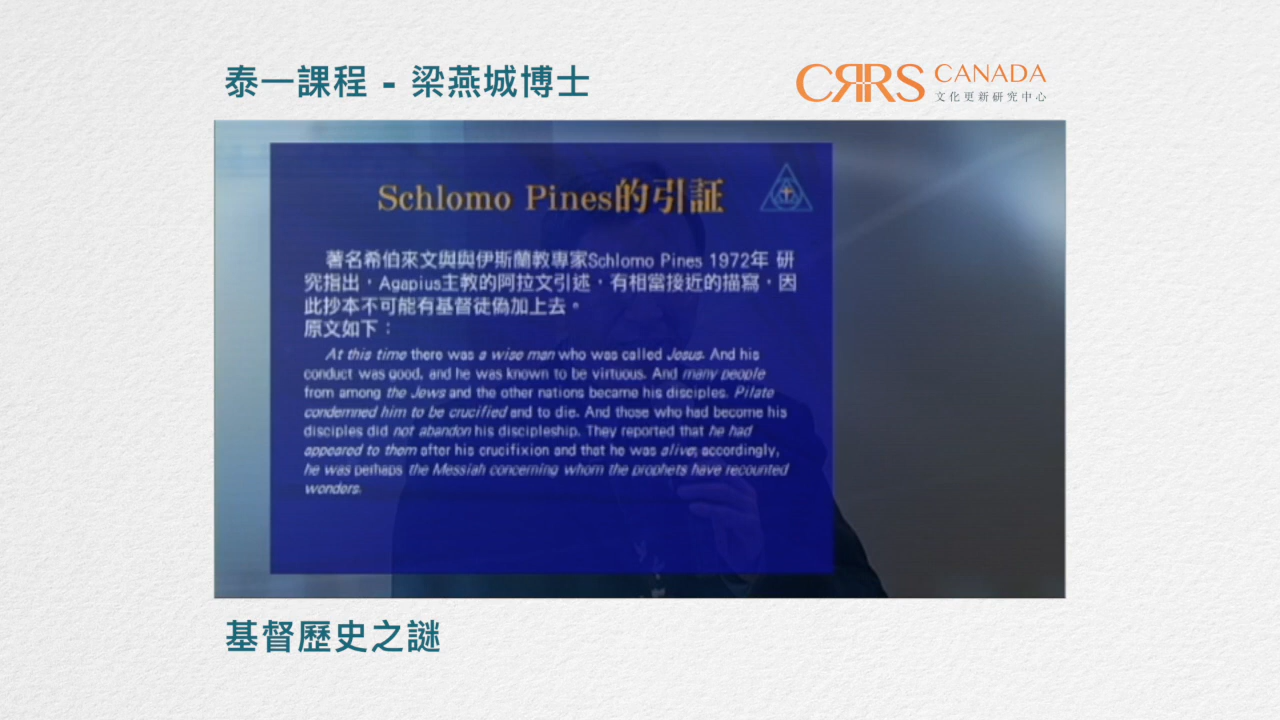 泰一課程 - 梁燕城博士
CRRS CANADA
文化更新研究中心
Schlomo Pines的引証
著名希伯來文與與伊斯蘭教專家Schlomo Pines 1972年 研
究指出，Agapius主教的阿拉文引述，有相當接近的描寫，因
此抄本不可能有基督徒偽加上去。
原文如下：
At this time there was a wise man who was called Jesus. And his
conduct was good, and he was known to be virtuous. And many people
from among the Jews and the other nations became his disciples. Pilate
condemned him to be crucified and to die. And those who had become his
disciples did not abandon his discipleship. They reported that he had
appeared to them after his crucifixion and that he was alive; accordingly,
he was perhaps the Messiah concerning whom the prophets have recounted
wonders.
基督歷史之謎